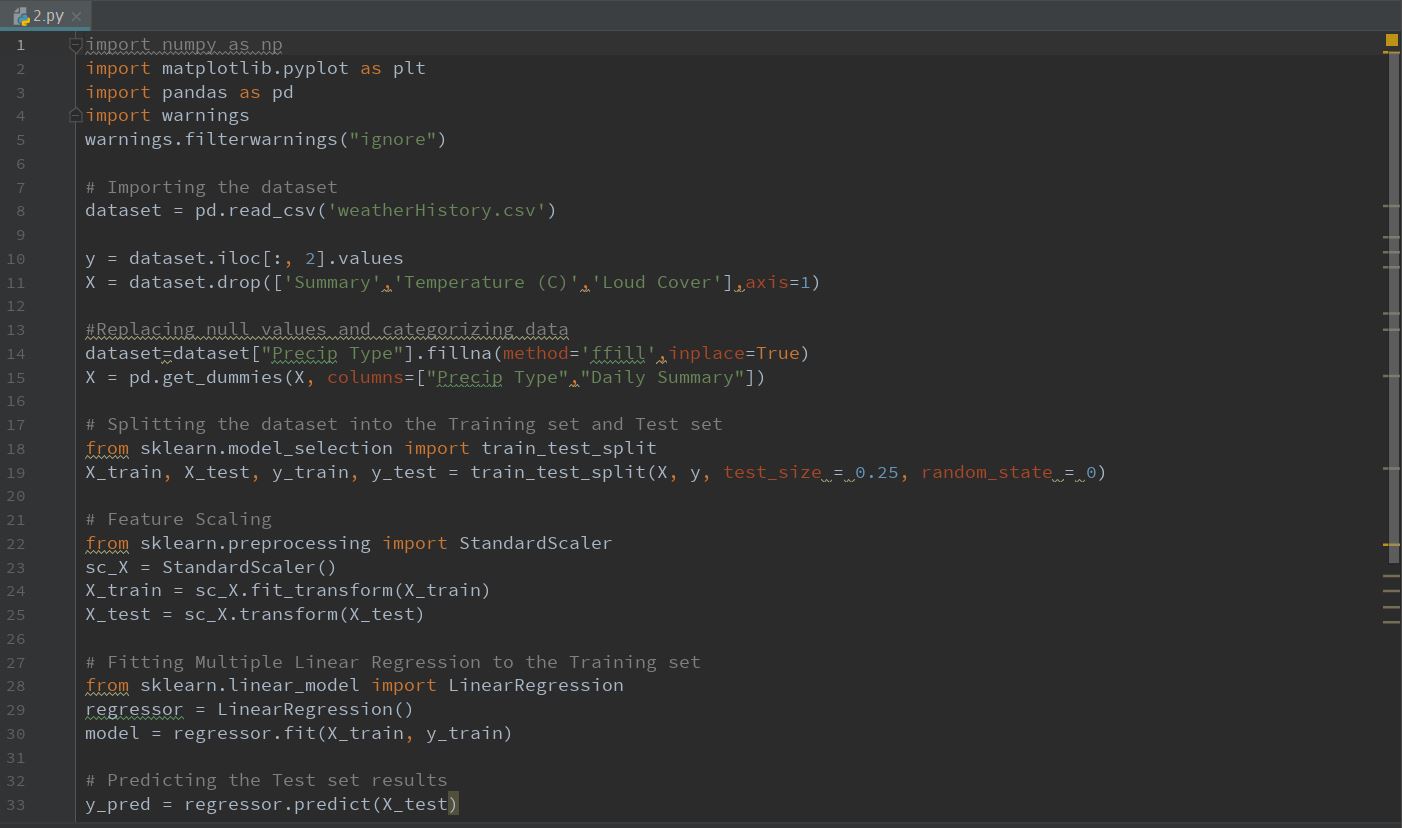 2.py
1 import numpy as np
2 import matplotlib.pyplot as plt
3 import pandas as pd
4 import warnings
5 warnings.filterwarnings("ignore")
6
7 # Importing the dataset
8 dataset = pd.read_csv('weatherHistory.csv')
9
10 y = dataset.iloc[:, 2].values
11 X = dataset.drop(['Summary','Temperature (C)','Loud Cover'],axis=1)
12
13 #Replacing null values and categorizing data
14 dataset=dataset["Precip Type"].fillna(method='ffill',inplace=True)
15 X = pd.get_dummies(X, columns=["Precip Type","Daily Summary"])
16
17 # Splitting the dataset into the Training set and Test set
18 from sklearn.model_selection import train_test_split
19 X_train, X_test, y_train, y_test = train_test_split(X, y, test_size = 0.25, random_state = 0)
20
21 # Feature Scaling
22 from sklearn.preprocessing import StandardScaler
23 sc_X = StandardScaler()
24 X_train = sc_X.fit_transform(X_train)
25 X_test = sc_X.transform(X_test)
26
27 # Fitting Multiple Linear Regression to the Training set
28 from sklearn.linear_model import LinearRegression
29 regressor = LinearRegression()
30 model = regressor.fit(X_train, y_train)
31
32 # Predicting the Test set results
33 y_pred = regressor.predict(X_test)